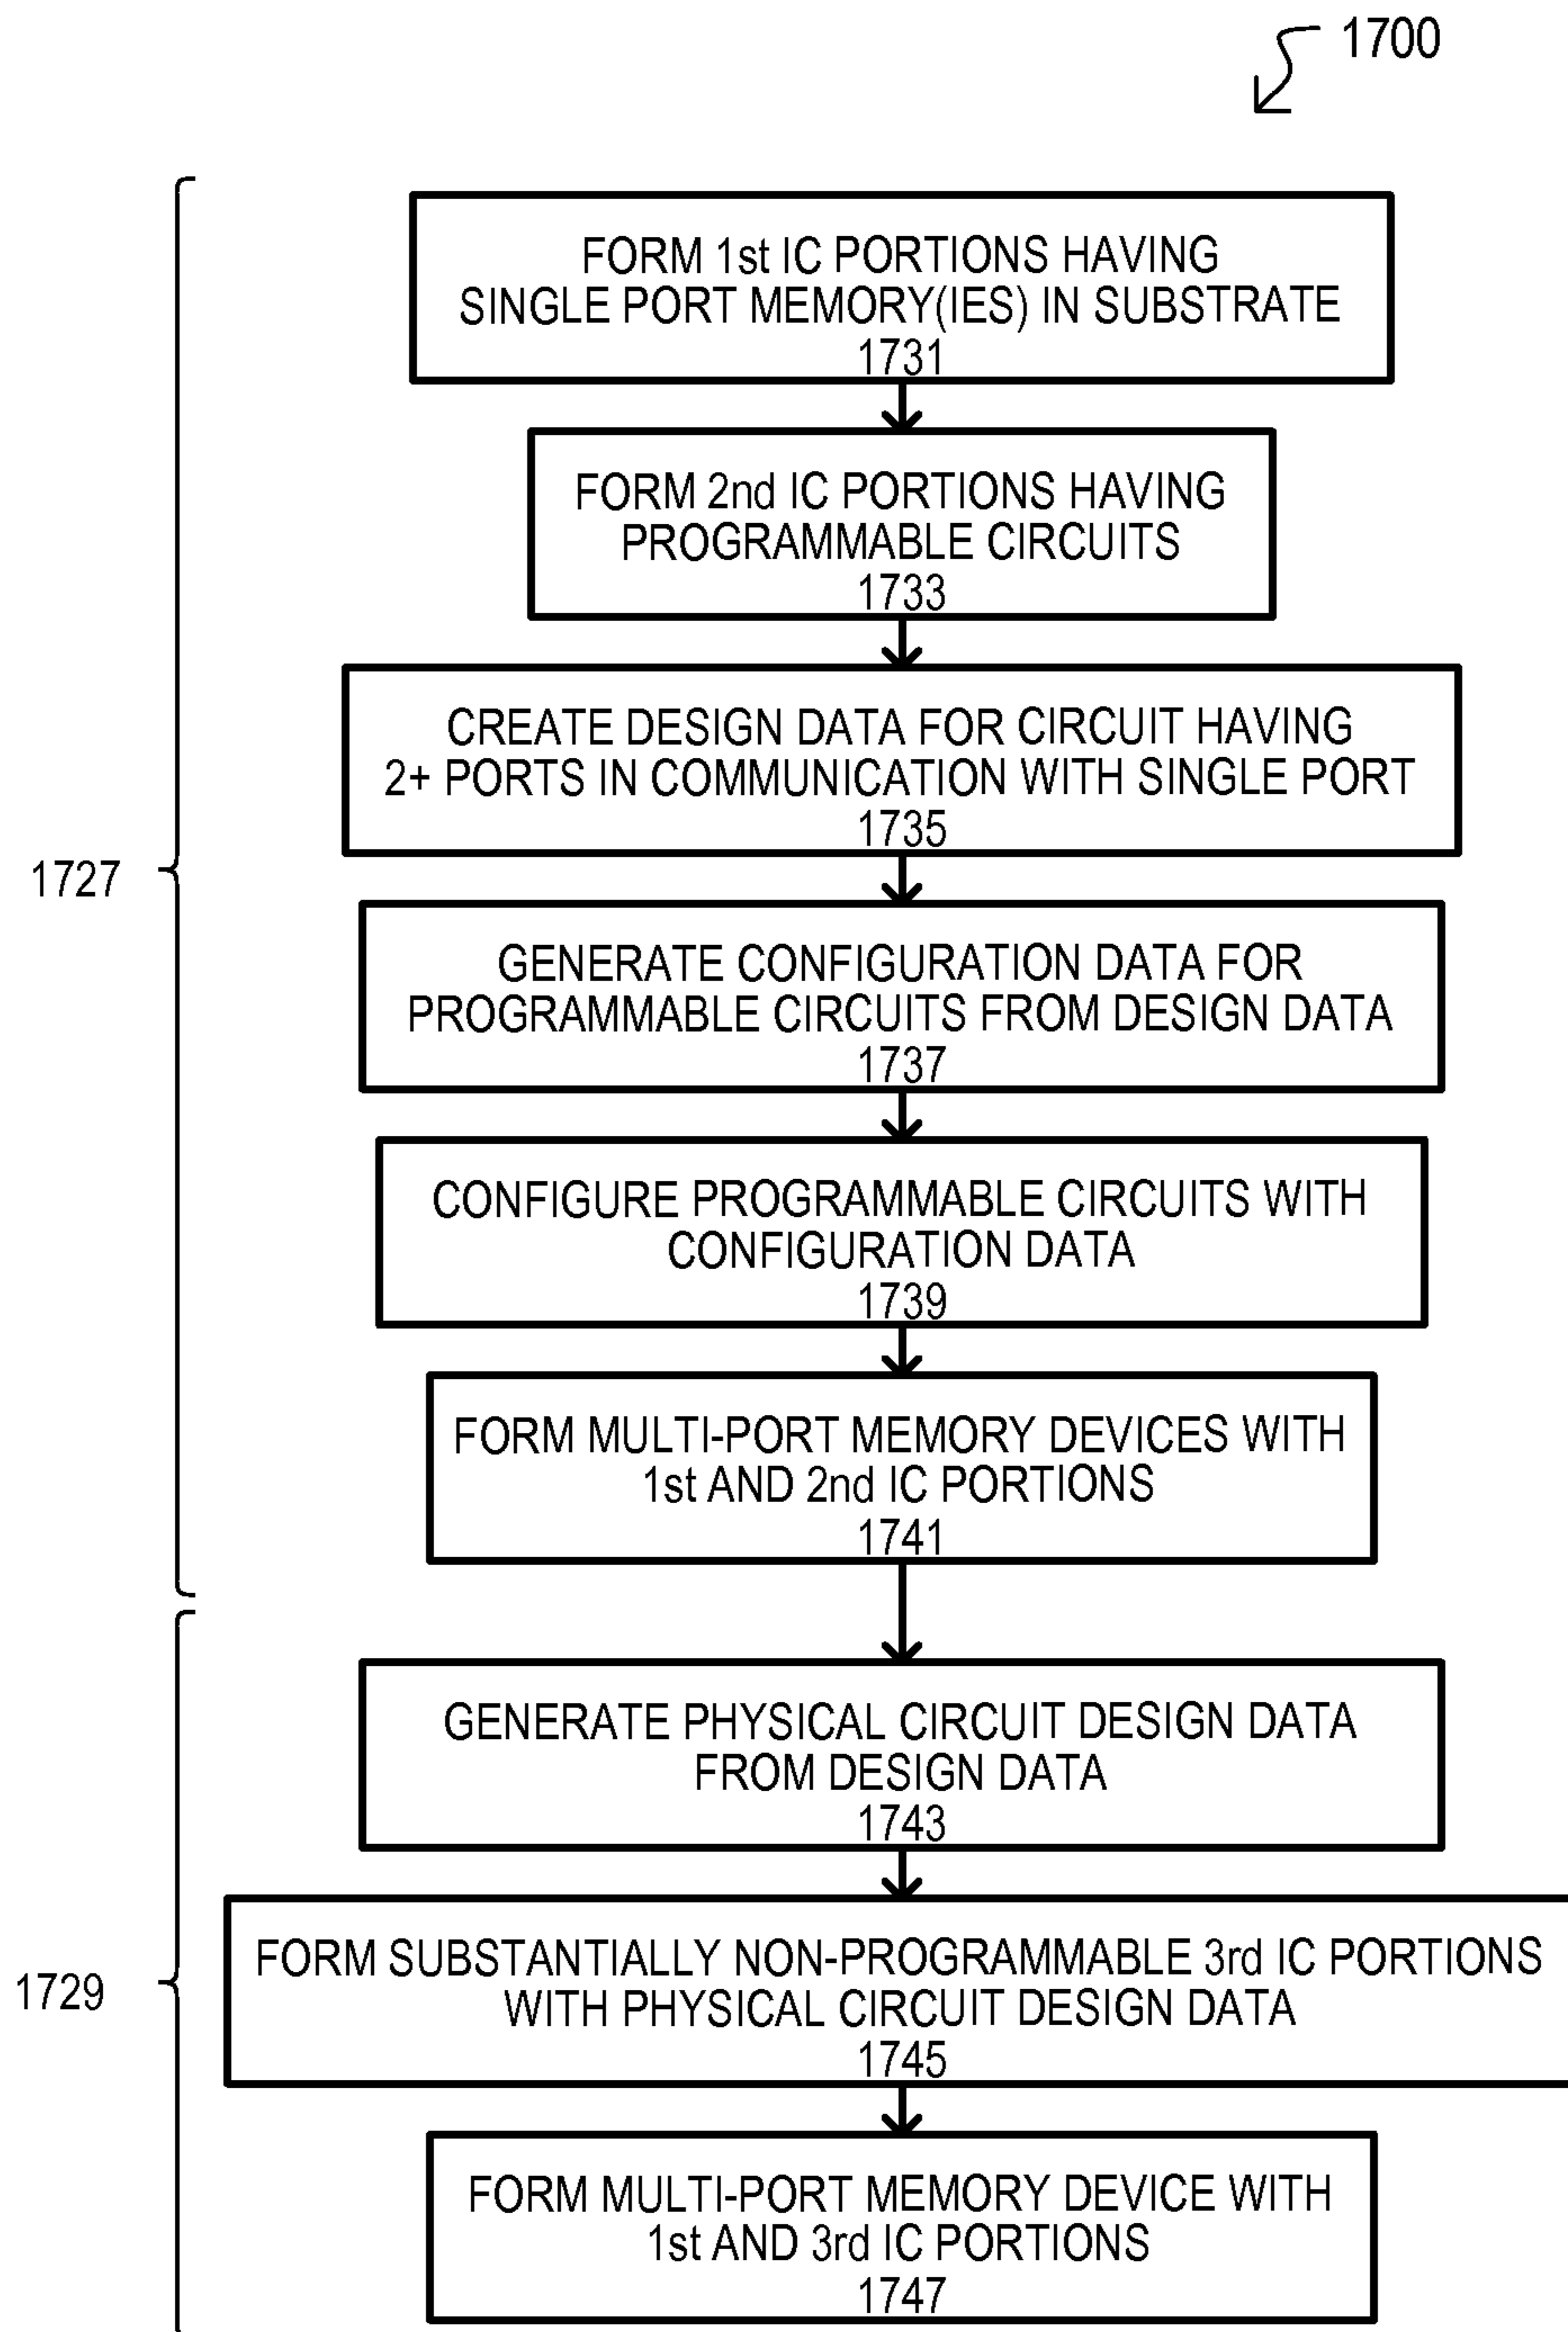 1700
FORM 1st IC PORTIONS HAVING
SINGLE PORT MEMORY(IES) IN SUBSTRATE
1731
FORM 2nd IC PORTIONS HAVING
PROGRAMMABLE CIRCUITS
1733
CREATE DESIGN DATA FOR CIRCUIT HAVING
2+ PORTS IN COMMUNICATION WITH SINGLE PORT
1735
1727
GENERATE CONFIGURATION DATA FOR
PROGRAMMABLE CIRCUITS FROM DESIGN DATA
1737
CONFIGURE PROGRAMMABLE CIRCUITS WITH
CONFIGURATION DATA
1739
FORM MULTI-PORT MEMORY DEVICES WITH
1st AND 2nd IC PORTIONS
1741
GENERATE PHYSICAL CIRCUIT DESIGN DATA
FROM DESIGN DATA
1743
FORM SUBSTANTIALLY NON-PROGRAMMABLE 3rd IC PORTIONS
WITH PHYSICAL CIRCUIT DESIGN DATA
1745
1729
FORM MULTI-PORT MEMORY DEVICE WITH
1st AND 3rd IC PORTIONS
1747